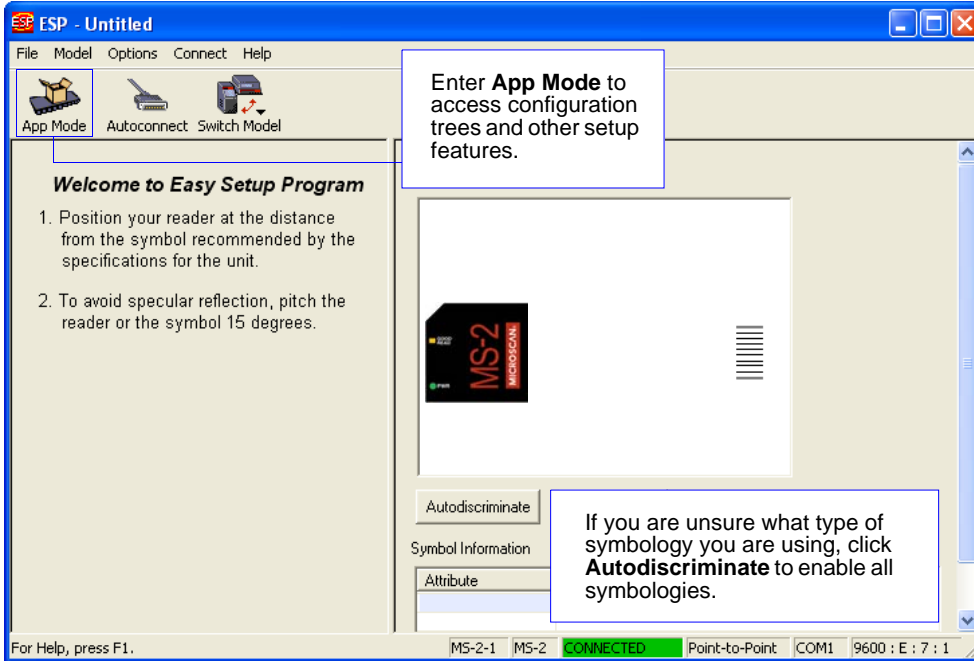 ESP - Untitled
File Model Options Connect Help
App Mode Autoconnect Switch Model
Enter App Mode to
access configuration
trees and other setup
features.
Welcome to Easy Setup Program
1. Position your reader at the distance
from the symbol recommended by the
specifications for the unit.
2. To avoid specular reflection, pitch the
reader or the symbol 15 degrees.
GOOD
READ
PWR
MS-2
MICROSCAN.
Autodiscriminate
If you are unsure what type of
symbology you are using, click
Autodiscriminate to enable all
symbologies.
Symbol Information
Attribute
For Help, press F1.
MS-2-1 MS-2 CONNECTED Point-to-Point COM1 9600 : E : 7 : 1